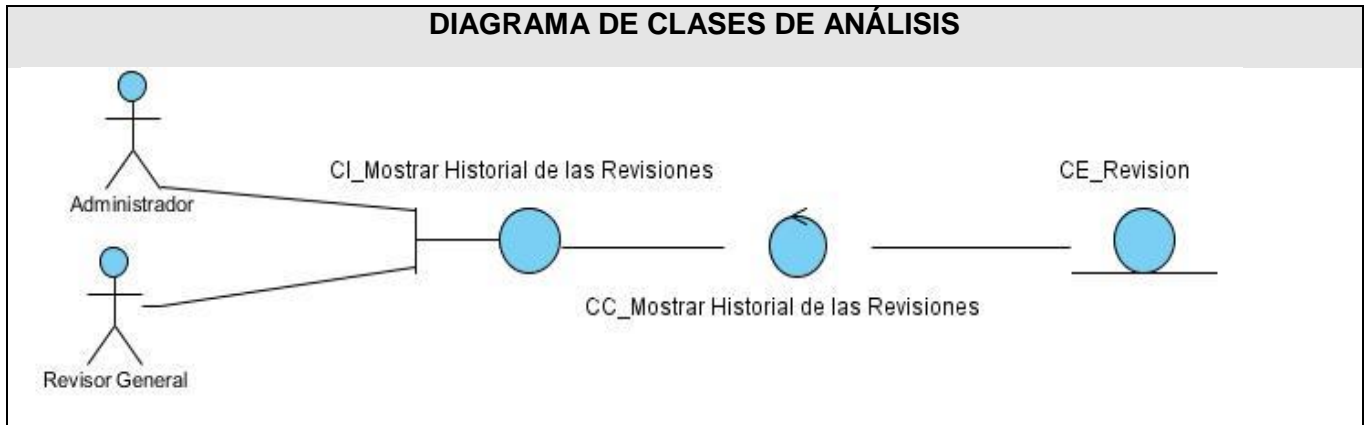 DIAGRAMA DE CLASES DE ANÁLISIS
CI_Mostrar Historial de las Revisiones
CE_Revision
Administrador
CC_Mostrar Historial de las Revisiones
Revisor General